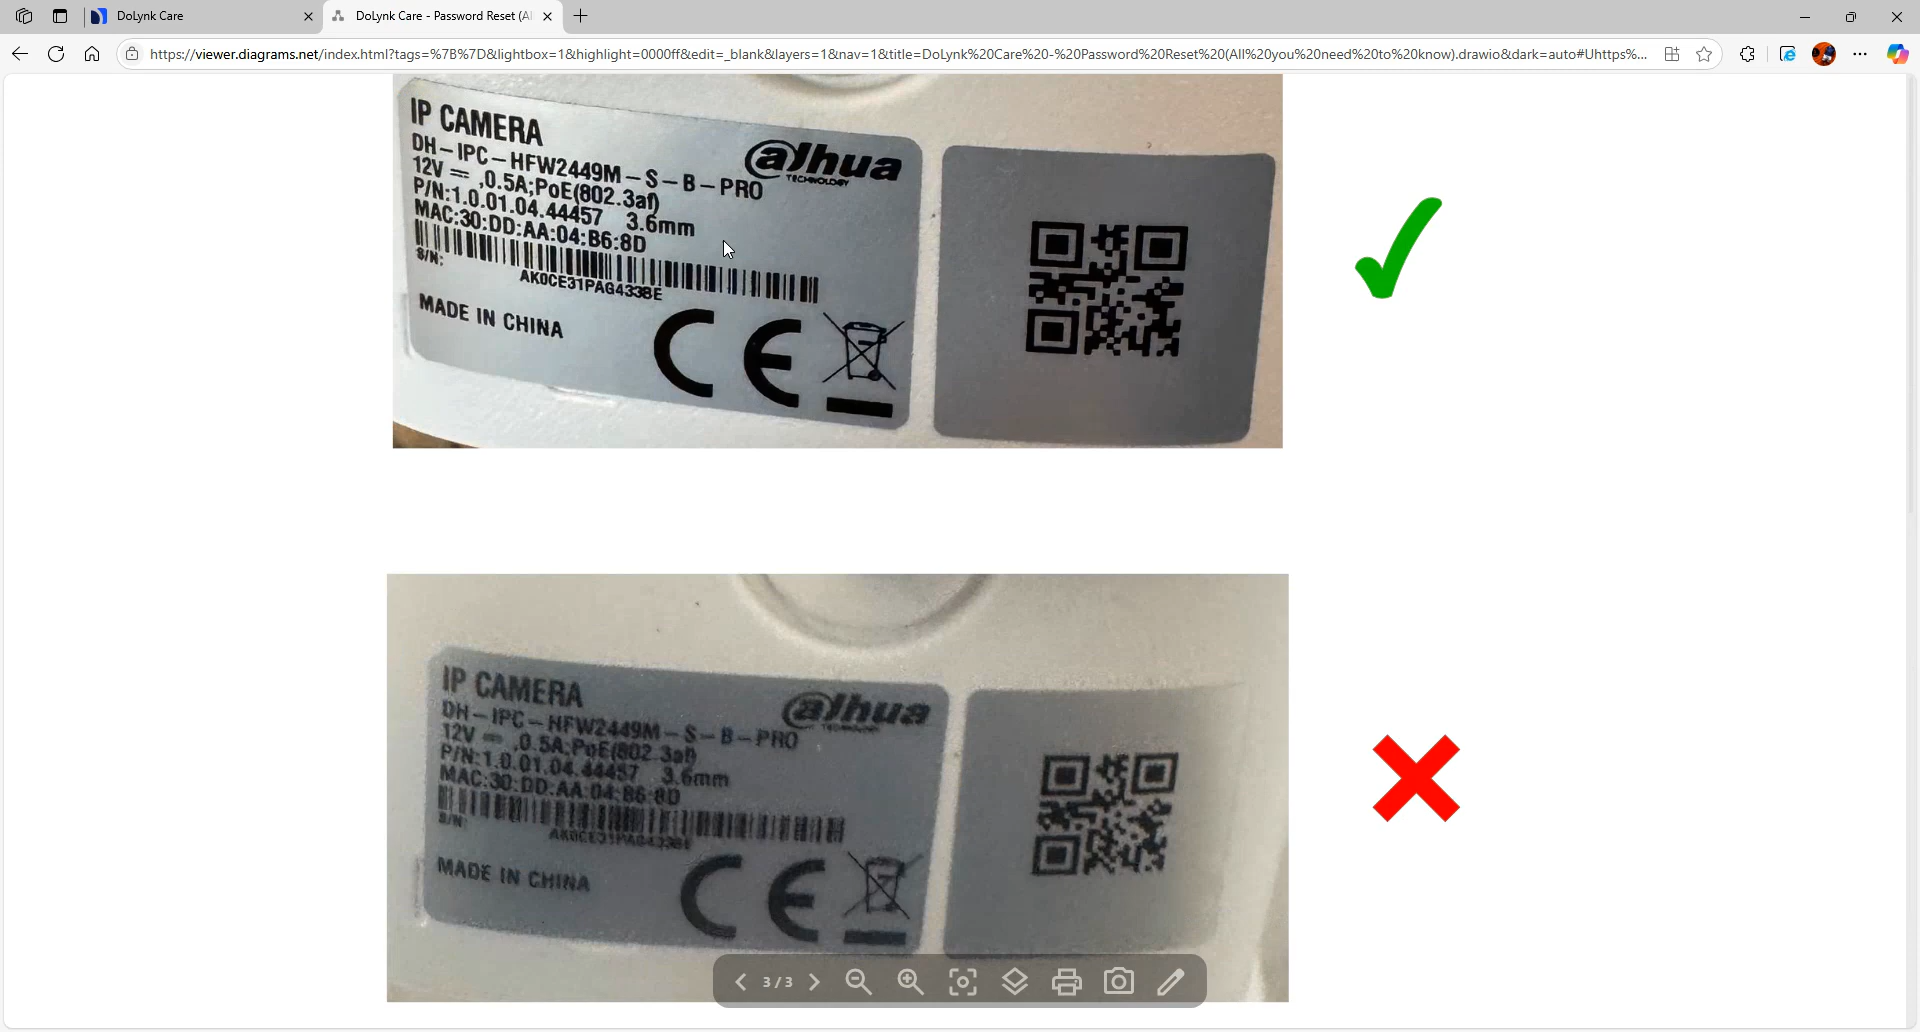 DoLynk Care
DoLynk Care - Password Reset (Al
https://viewer.diagrams.net/index.html?tags=%7B%7D&lightbox=1&highlight=0000ff&edit=_blank&layers=1&nav=1&title=DoLynk%20Care%20-%20Password%20Reset%20(All%20you%20need%20to%20know).drawio&dark=auto#Uhttps%...
IP CAMERA
alhua
TECHNOLOGY
DH-IPC-HFW2449M-S-B-PRO
12V ⎓ ,0.5A;PoE(802.3af)
P/N:1.0.01.04.44457 3.6mm
MAC:30:DD:AA:04:B6:8D
S/N:
AK0CE31PAG433BE
MADE IN CHINA
CE
IP CAMERA
alhua
TECHNOLOGY
DH-IPC-HFW2449M-S-B-PRO
12V ⎓ ,0.5A;PoE(802.3af)
P/N:1.0.01.04.44457 3.6mm
MAC:30:DD:AA:04:B6:8D
S/N:
MADE IN CHINA
CE
3 / 3